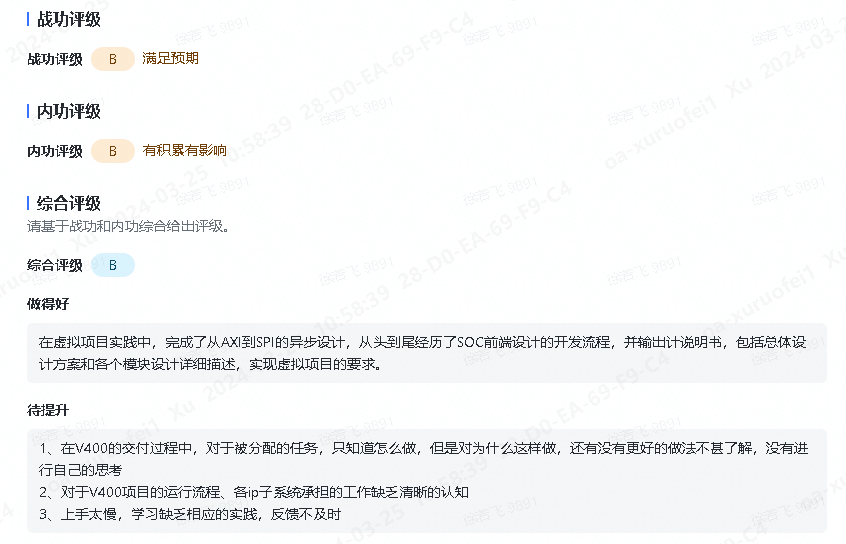 战功评级
战功评级 B 满足预期
内功评级
内功评级 B 有积累有影响
综合评级
请基于战功和内功综合给出评级。
综合评级 B
做得好
在虚拟项目实践中，完成了从AXI到SPI的异步设计，从头到尾经历了SOC前端设计的开发流程，并输出计说明书，包括总体设
计方案和各个模块设计详细描述，实现虚拟项目的要求。
待提升
1、在V400的交付过程中，对于被分配的任务，只知道怎么做，但是对为什么这样做，还有没有更好的做法不甚了解，没有进
行自己的思考
2、对于V400项目的运行流程、各ip子系统承担的工作缺乏清晰的认知
3、上手太慢，学习缺乏相应的实践，反馈不及时
oa-xuruofei1 Xu 2024-03-25 10:58:39 28-D0-EA-69-F9-C4